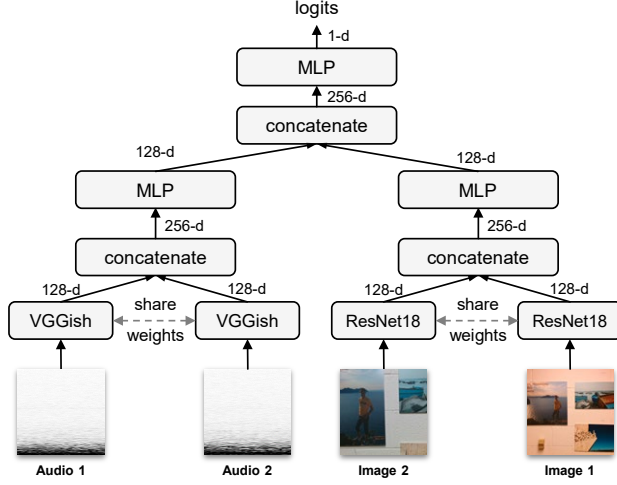 logits
1-d
MLP
256-d
concatenate
128-d 128-d
MLP MLP
256-d 256-d
concatenate concatenate
128-d 128-d 128-d 128-d
share share
VGGish VGGish ResNet18 ResNet18
weights weights
Audio 1 Audio 2 Image 2 Image 1